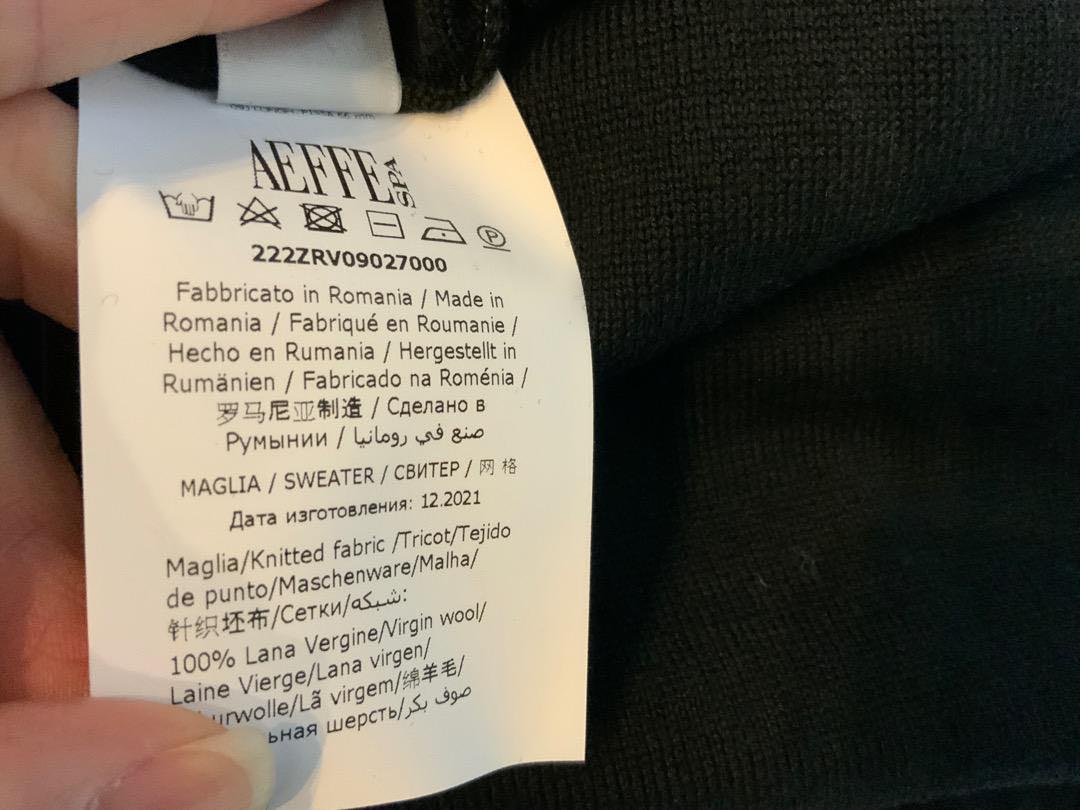 AEFFE SPA
P
222ZRV09027000
Fabbricato in Romania / Made in
Romania / Fabriqué en Roumanie /
Hecho en Rumania / Hergestellt in
Rumänien / Fabricado na Roménia /
罗马尼亚制造 / Сделано в
Румынии / صنع في رومانيا
MAGLIA / SWEATER / СВИТЕР / 网 格
Дата изготовления: 12.2021
Maglia/Knitted fabric /Tricot/Tejido
de punto/Maschenware/Malha/
针织坯布/Сетки/شبكه:
100% Lana Vergine/Virgin wool/
Laine Vierge/Lana virgen/
urwolle/Lã virgem/绵羊毛/
ьная шерсть/صوف بكر